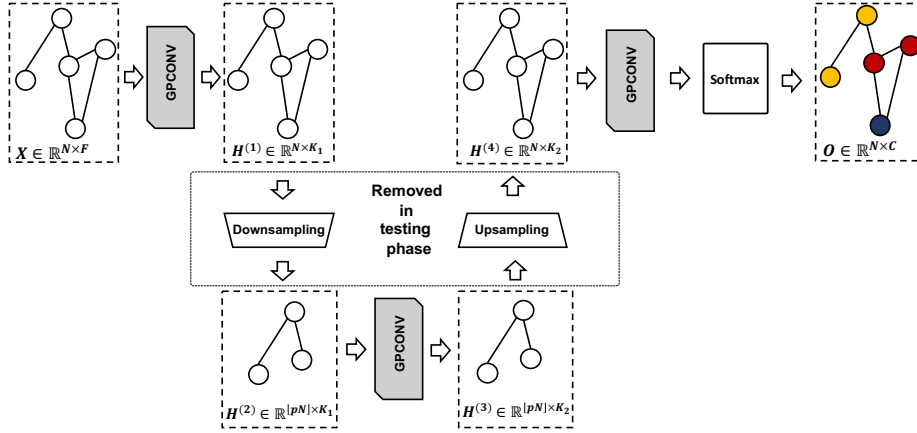 GPCONV
GPCONV
Softmax
X ∈ ℝ^{N×F}
H^{(1)} ∈ ℝ^{N×K_1}
H^{(4)} ∈ ℝ^{N×K_2}
O ∈ ℝ^{N×C}
Removed
in
testing
phase
Downsampling
Upsampling
GPCONV
H^{(2)} ∈ ℝ^{⌊pN⌋×K_1}
H^{(3)} ∈ ℝ^{⌊pN⌋×K_2}